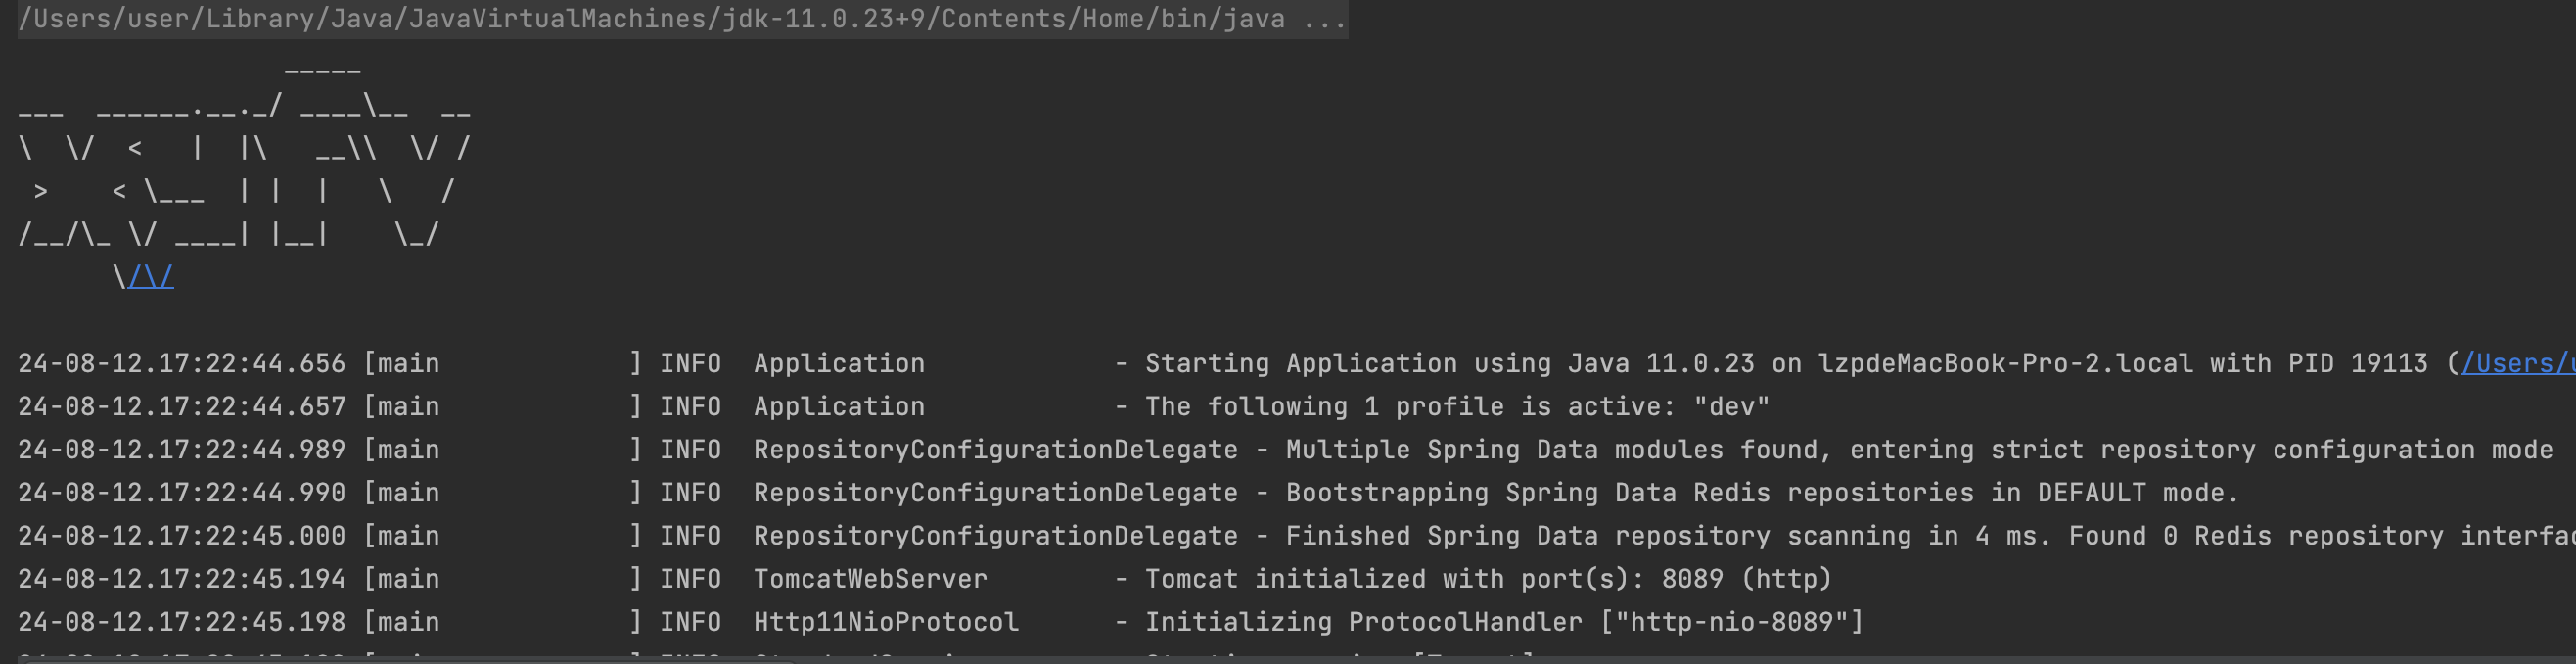 /Users/user/Library/Java/JavaVirtualMachines/jdk-11.0.23+9/Contents/Home/bin/java ...
                 _____
___  ______.__._/ ____\__  __
\  \/  <   |  |\   __\\  \/ /
 >    < \___  | |  |   \   /
/__/\_ \/ ____| |__|    \_/
      \/\/
24-08-12.17:22:44.656 [main            ] INFO  Application            - Starting Application using Java 11.0.23 on lzpdeMacBook-Pro-2.local with PID 19113 (/Users/
24-08-12.17:22:44.657 [main            ] INFO  Application            - The following 1 profile is active: "dev"
24-08-12.17:22:44.989 [main            ] INFO  RepositoryConfigurationDelegate - Multiple Spring Data modules found, entering strict repository configuration mode
24-08-12.17:22:44.990 [main            ] INFO  RepositoryConfigurationDelegate - Bootstrapping Spring Data Redis repositories in DEFAULT mode.
24-08-12.17:22:45.000 [main            ] INFO  RepositoryConfigurationDelegate - Finished Spring Data repository scanning in 4 ms. Found 0 Redis repository interfac
24-08-12.17:22:45.194 [main            ] INFO  TomcatWebServer        - Tomcat initialized with port(s): 8089 (http)
24-08-12.17:22:45.198 [main            ] INFO  Http11NioProtocol      - Initializing ProtocolHandler ["http-nio-8089"]